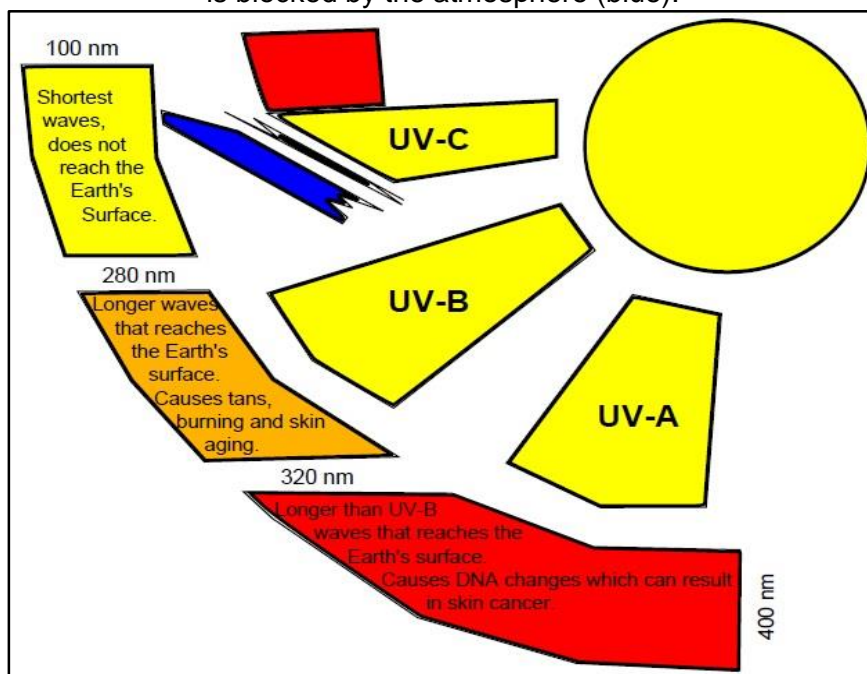 is blocked by the atmosphere (blue).
100 nm
Shortest
waves,
does not
reach the
Earth's
Surface.
UV-C
280 nm
Longer waves
that reaches
the Earth's
surface.
Causes tans,
burning and skin
aging.
UV-B
UV-A
320 nm
Longer than UV-B
waves that reaches the
Earth's surface.
Causes DNA changes which can result
in skin cancer.
400 nm